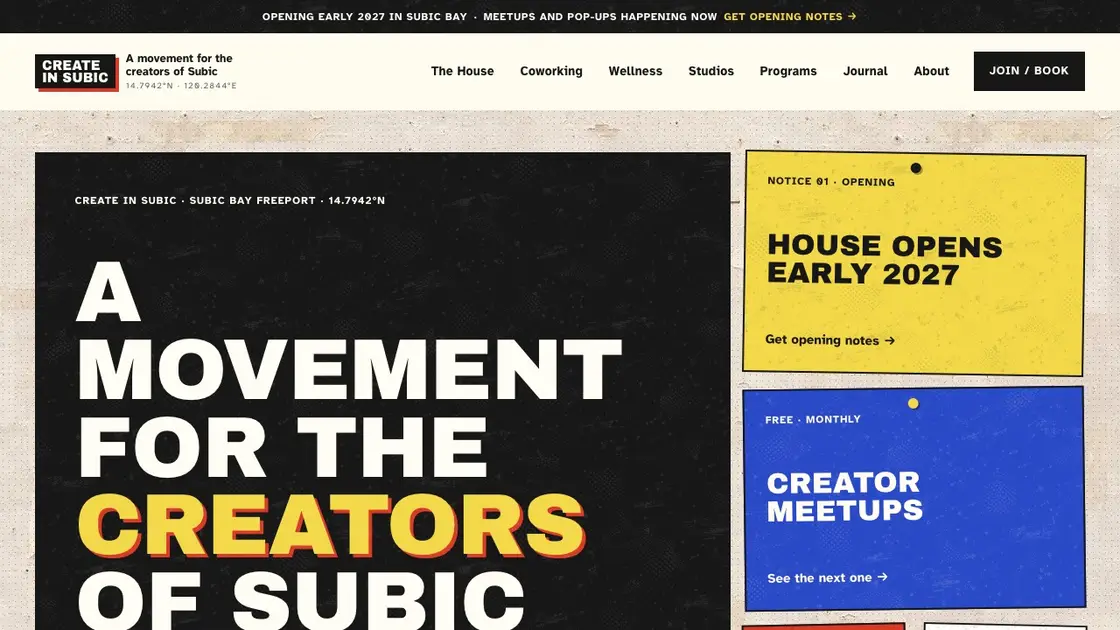 OPENING EARLY 2027 IN SUBIC BAY · MEETUPS AND POP-UPS HAPPENING NOW GET OPENING NOTES →
CREATE
IN SUBIC
A movement for the
creators of Subic
14.7942°N · 120.2844°E
The House
Coworking
Wellness
Studios
Programs
Journal
About
JOIN / BOOK
CREATE IN SUBIC · SUBIC BAY FREEPORT · 14.7942°N
A
MOVEMENT
FOR THE
CREATORS
OF SUBIC
NOTICE 01 · OPENING
HOUSE OPENS
EARLY 2027
Get opening notes →
FREE · MONTHLY
CREATOR
MEETUPS
See the next one →